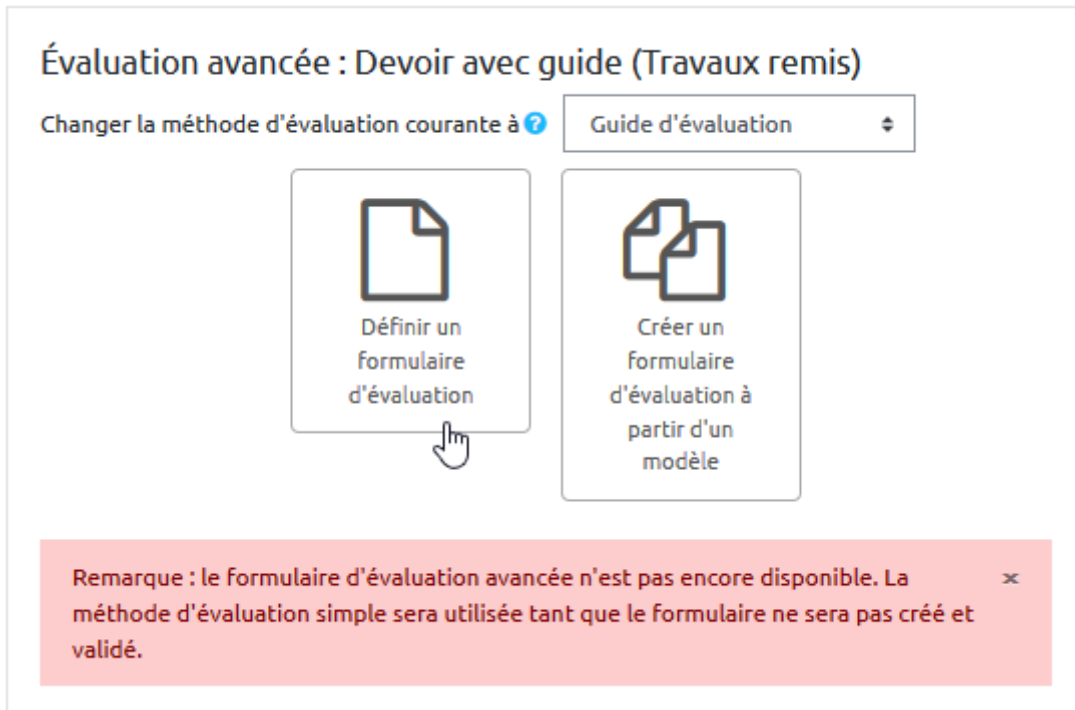 Évaluation avancée : Devoir avec guide (Travaux remis)
Changer la méthode d'évaluation courante à ? Guide d'évaluation
Définir un
formulaire
d'évaluation
Créer un
formulaire
d'évaluation à
partir d'un
modèle
Remarque : le formulaire d'évaluation avancée n'est pas encore disponible. La
méthode d'évaluation simple sera utilisée tant que le formulaire ne sera pas créé et
validé.